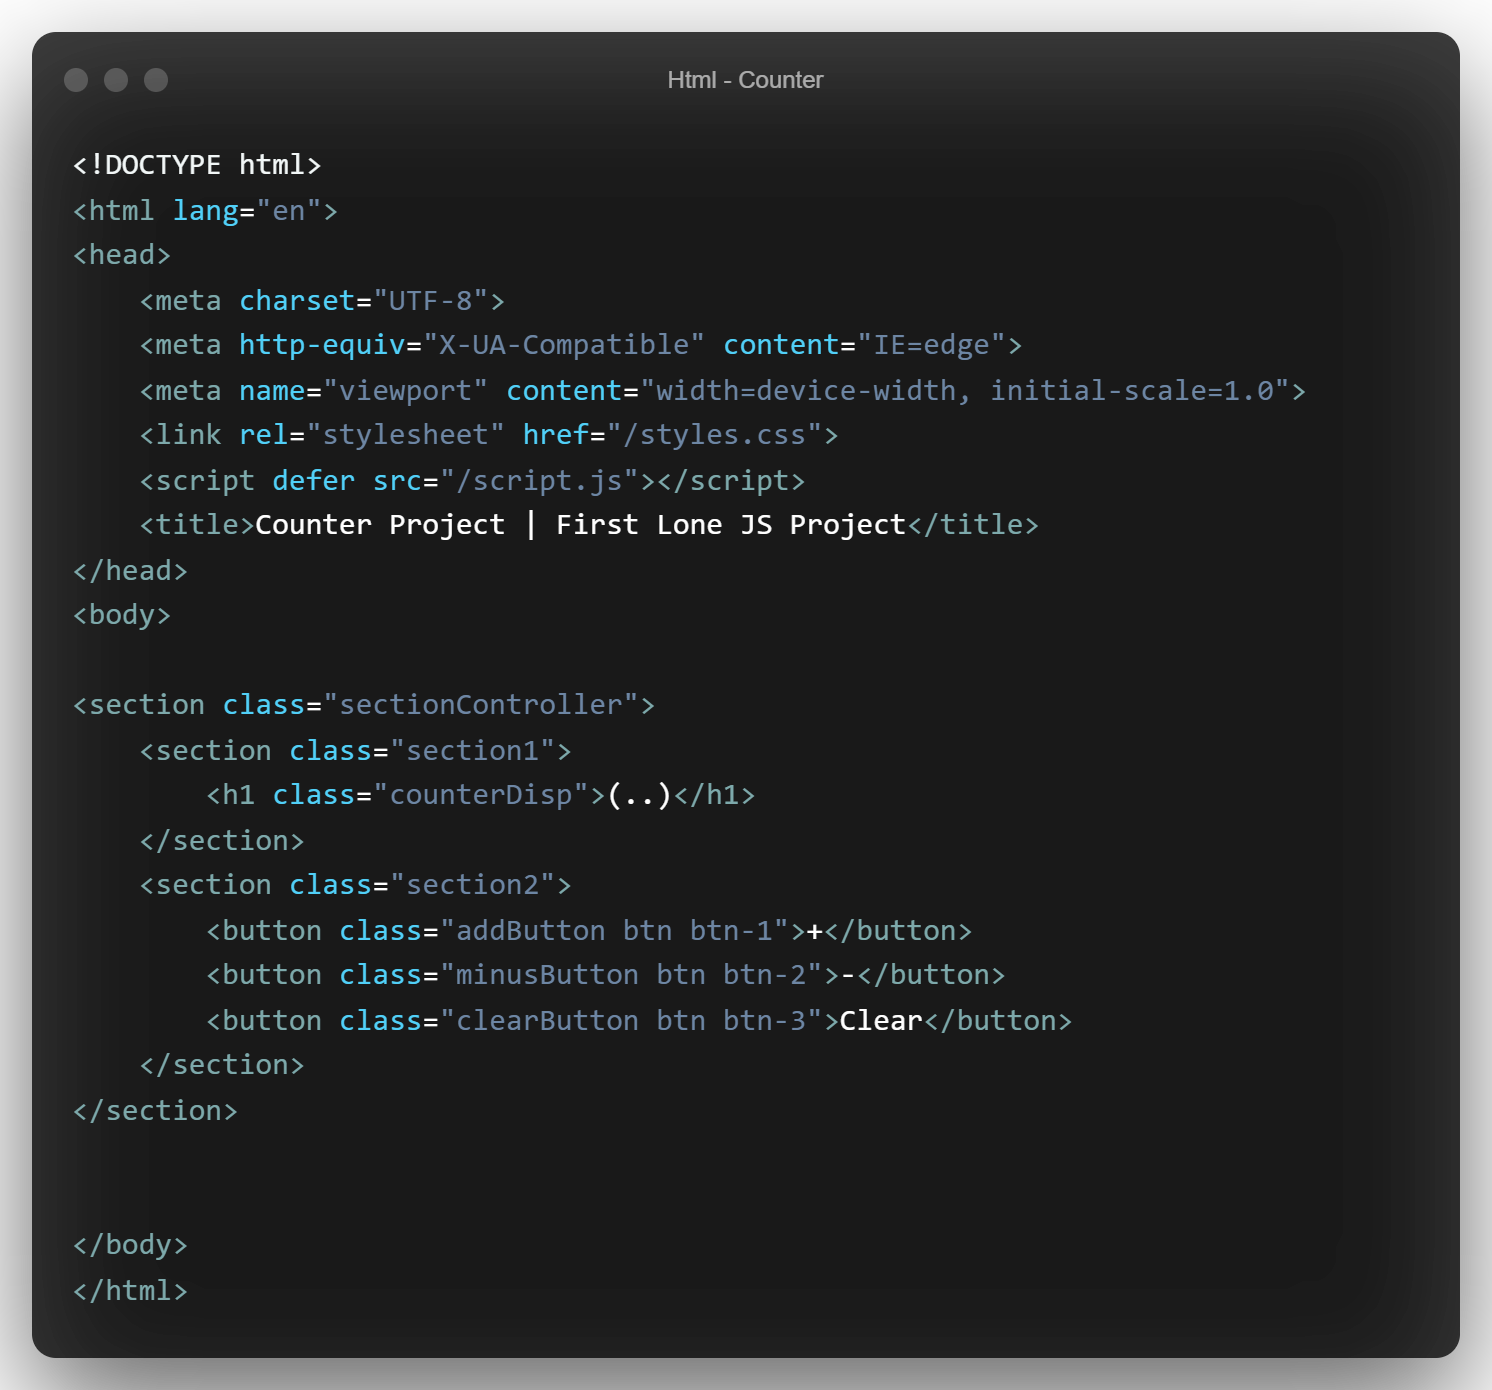 Html - Counter
<!DOCTYPE html>
<html lang="en">
<head>
    <meta charset="UTF-8">
    <meta http-equiv="X-UA-Compatible" content="IE=edge">
    <meta name="viewport" content="width=device-width, initial-scale=1.0">
    <link rel="stylesheet" href="/styles.css">
    <script defer src="/script.js"></script>
    <title>Counter Project | First Lone JS Project</title>
</head>
<body>
<section class="sectionController">
    <section class="section1">
        <h1 class="counterDisp">(..)</h1>
    </section>
    <section class="section2">
        <button class="addButton btn btn-1">+</button>
        <button class="minusButton btn btn-2">-</button>
        <button class="clearButton btn btn-3">Clear</button>
    </section>
</section>
</body>
</html>